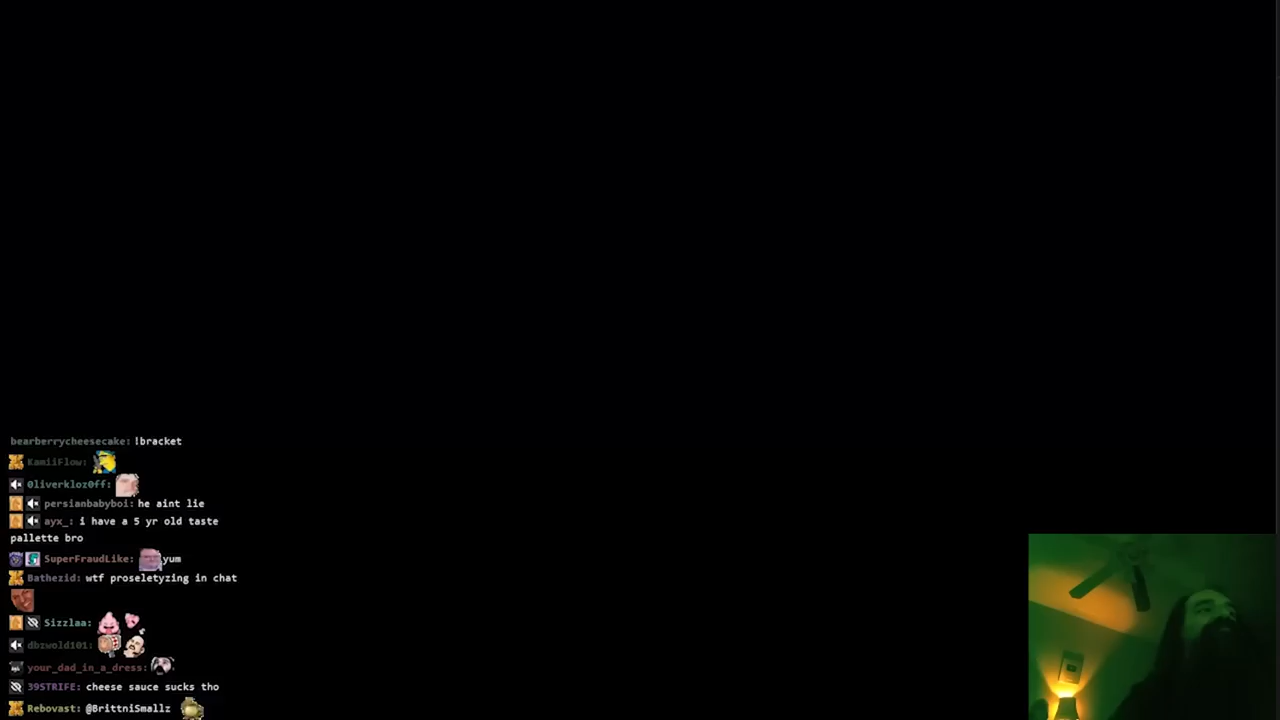 bearberrycheesecake: !bracket
KamiiFlow:
0liverkloz0ff:
persianbabyboi: he aint lie
ayx_: i have a 5 yr old taste
pallette bro
SuperFraudLike: yum
Bathezid: wtf proseletyzing in chat
Sizzlaa:
dbzwold101:
your_dad_in_a_dress:
39STRIFE: cheese sauce sucks tho
Rebovast: @BrittniSmallz